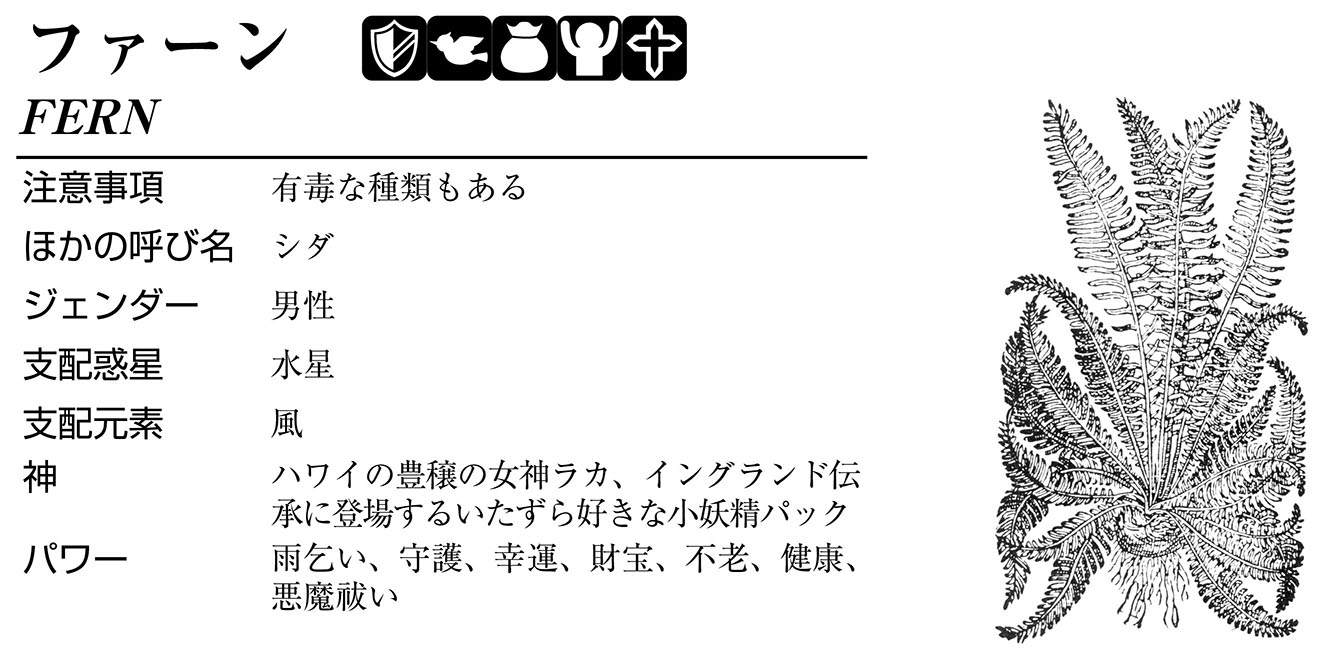 ファーン
FERN
注意事項 有毒な種類もある
ほかの呼び名 シダ
ジェンダー 男性
支配惑星 水星
支配元素 風
神 ハワイの豊穣の女神ラカ、イングランド伝
承に登場するいたずら好きな小妖精パック
パワー 雨乞い、守護、幸運、財宝、不老、健康、
悪魔祓い